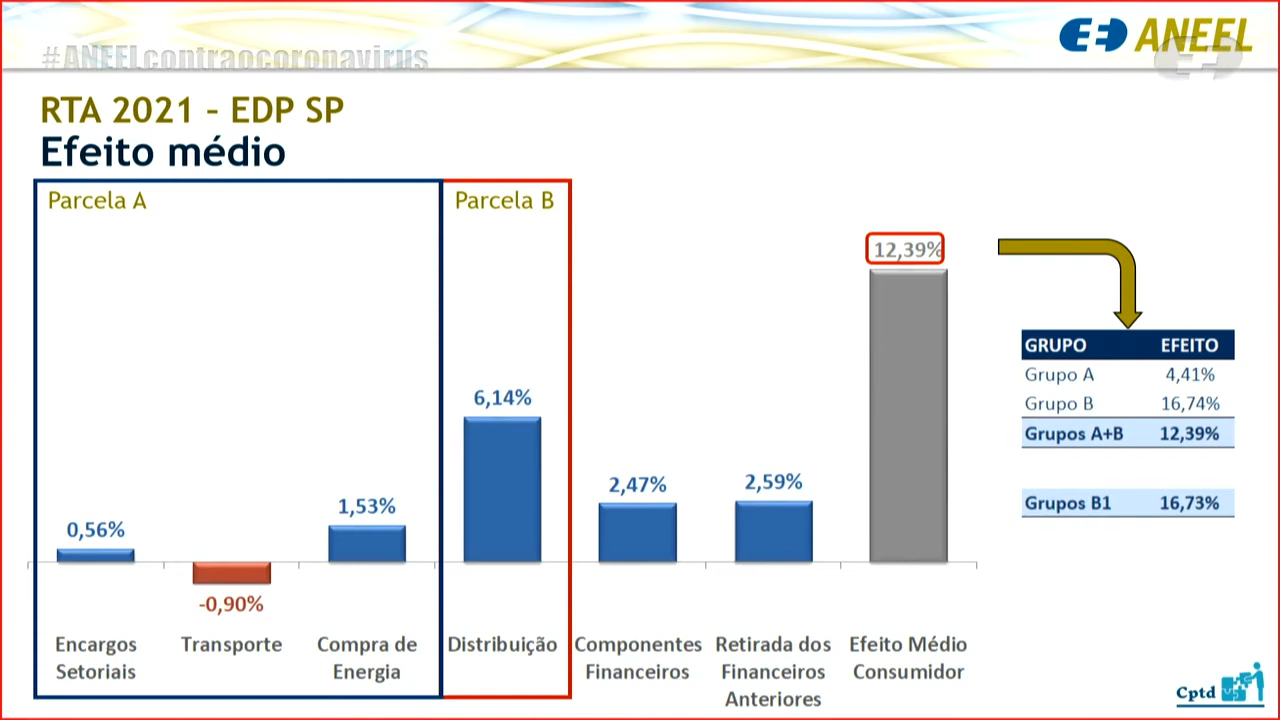 #ANEELcontraocoronavirus
ANEEL
RTA 2021 – EDP SP
Efeito médio
Parcela A
Parcela B
12,39%
6,14%
2,47%
2,59%
1,53%
0,56%
-0,90%
Encargos
Setoriais
Transporte
Compra de
Energia
Distribuição
Componentes
Financeiros
Retirada dos
Financeiros
Anteriores
Efeito Médio
Consumidor
GRUPO EFEITO
Grupo A 4,41%
Grupo B 16,74%
Grupos A+B 12,39%
Grupos B1 16,73%
Cptd